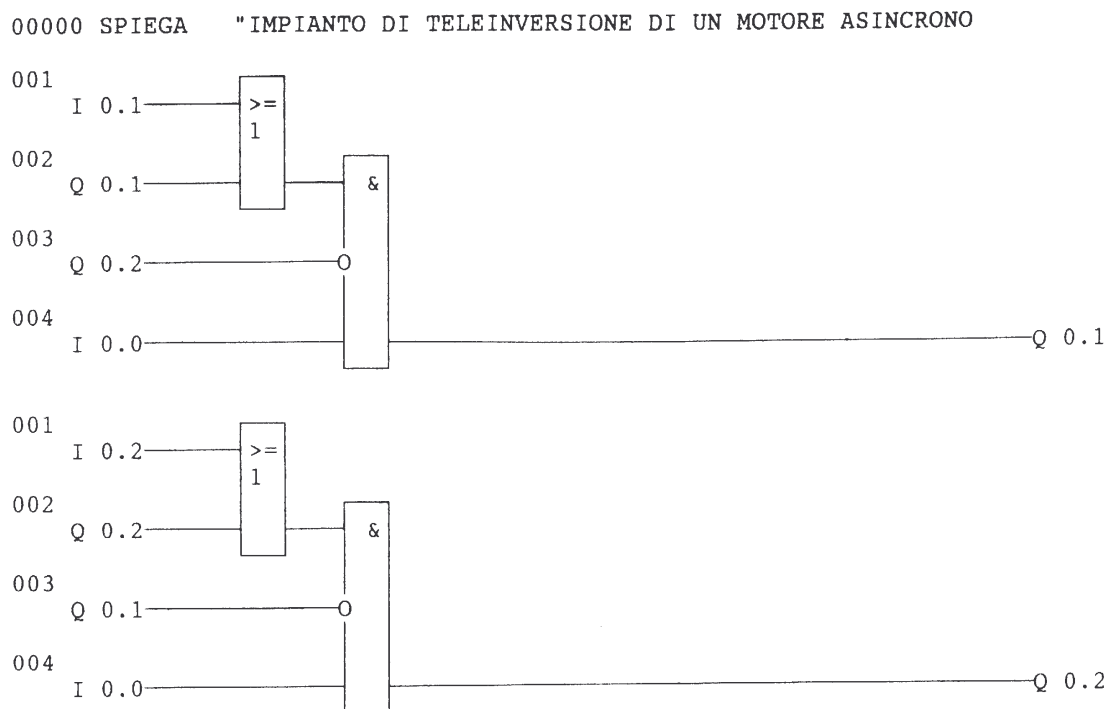 00000 SPIEGA "IMPIANTO DI TELEINVERSIONE DI UN MOTORE ASINCRONO
001
I 0.1 >=
1
002
Q 0.1 &
003
Q 0.2 O
004
I 0.0 Q 0.1
001
I 0.2 >=
1
002
Q 0.2 &
003
Q 0.1 O
004
I 0.0 Q 0.2